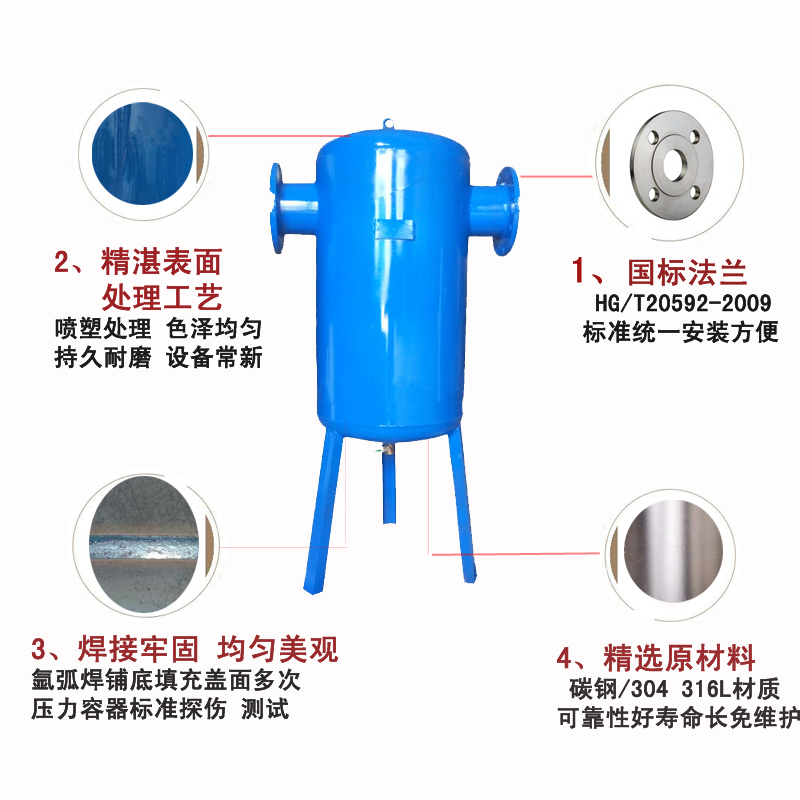 2、精湛表面
处理工艺
喷塑处理 色泽均匀
持久耐磨 设备常新
1、国标法兰
HG/T20592-2009
标准统一安装方便
3、焊接牢固 均匀美观
氩弧焊铺底填充盖面多次
压力容器标准探伤 测试
4、精选原材料
碳钢/304 316L材质
可靠性好寿命长免维护